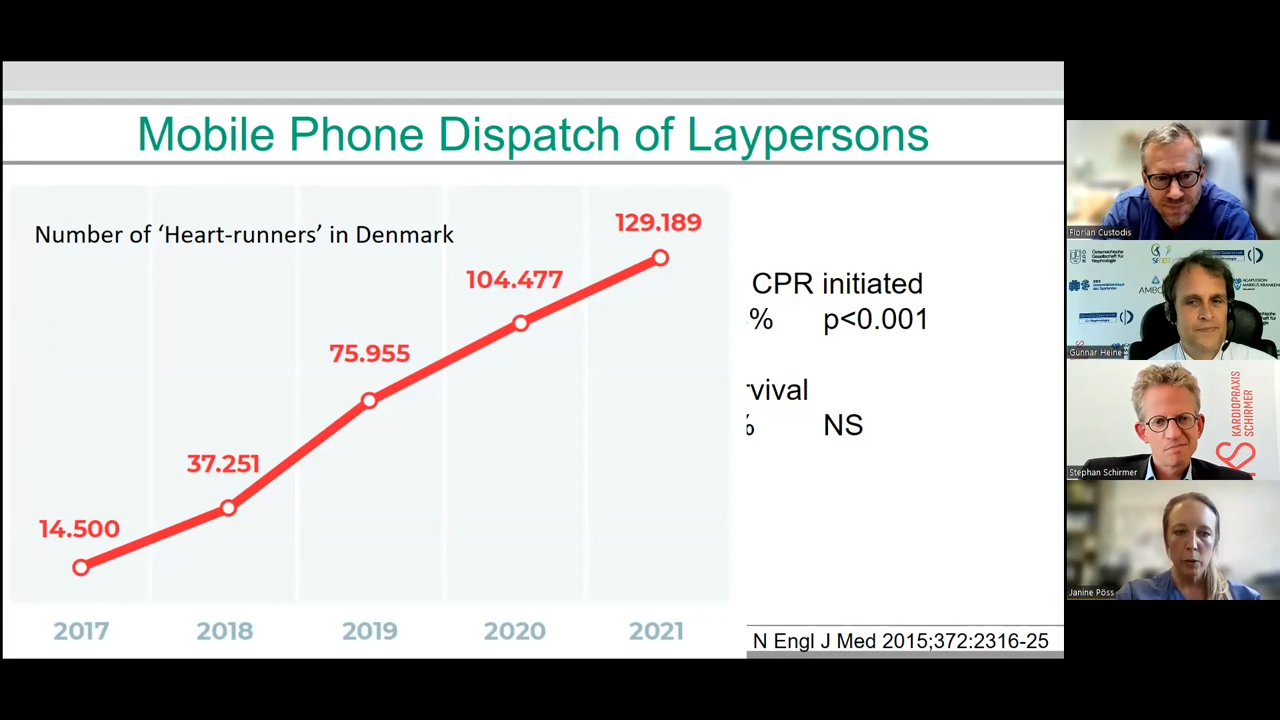 Mobile Phone Dispatch of Laypersons
Number of ‘Heart-runners’ in Denmark
129.189
104.477
75.955
37.251
14.500
2017 2018 2019 2020 2021
CPR initiated
% p<0.001
NS
N Engl J Med 2015;372:2316-25
Florian Custodis
Gunnar Heine
KARDIOPRAXIS
SCHIRMER
Stephan Schirmer
Janine Pöss